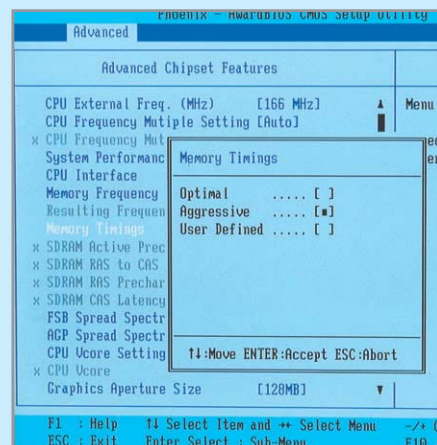 Phoenix - AwardBIOS CMOS Setup Utility
Advanced
Advanced Chipset Features
CPU External Freq. (MHz) [166 MHz]
Menu
CPU Frequency Mutiple Setting [Auto]
x CPU Frequency Mut
System Performanc
Memory Timings
CPU Interface
Memory Frequency
Optimal ..... [ ]
Resulting Frequen
Aggressive ..... [■]
Memory Timings
User Defined ..... [ ]
x SDRAM Active Prec
x SDRAM RAS to CAS
x SDRAM RAS Prechar
x SDRAM CAS Latency
FSB Spread Spectr
AGP Spread Spectr
CPU Vcore Setting
↑↓:Move ENTER:Accept ESC:Abort
x CPU Vcore
Graphics Aperture Size [128MB]
F1 : Help ↑↓ Select Item and ↔ Select Menu -/+
ESC : Exit Enter Select ▸ Sub-Menu F10